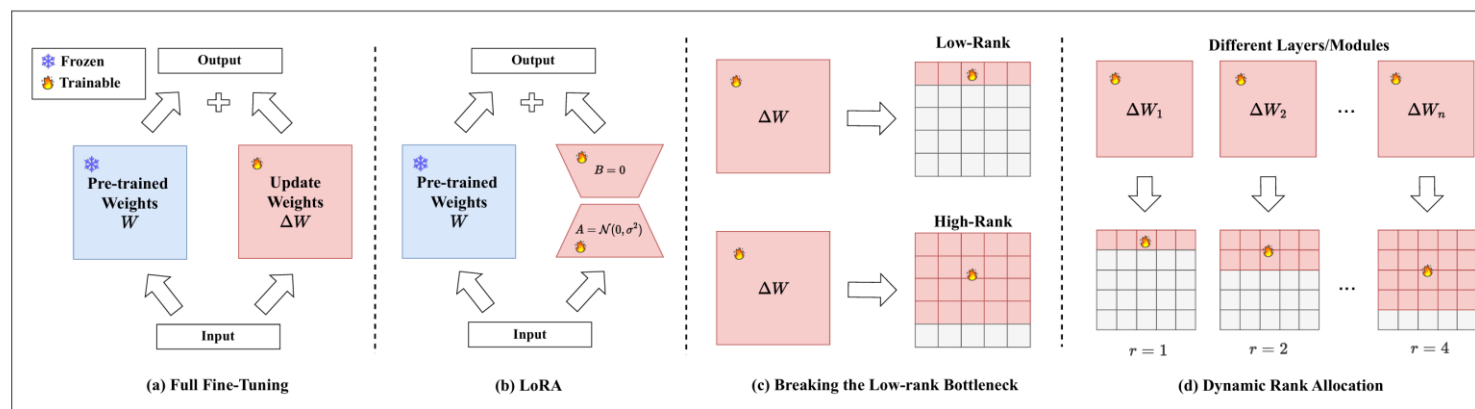 Frozen
Trainable
Output
Pre-trained
Weights
W
Update
Weights
ΔW
Input
(a) Full Fine-Tuning
Output
Pre-trained
Weights
W
B = 0
A = 𝒩(0, σ²)
Input
(b) LoRA
Low-Rank
ΔW
High-Rank
ΔW
(c) Breaking the Low-rank Bottleneck
Different Layers/Modules
ΔW₁
ΔW₂
...
ΔWₙ
...
r = 1
r = 2
r = 4
(d) Dynamic Rank Allocation